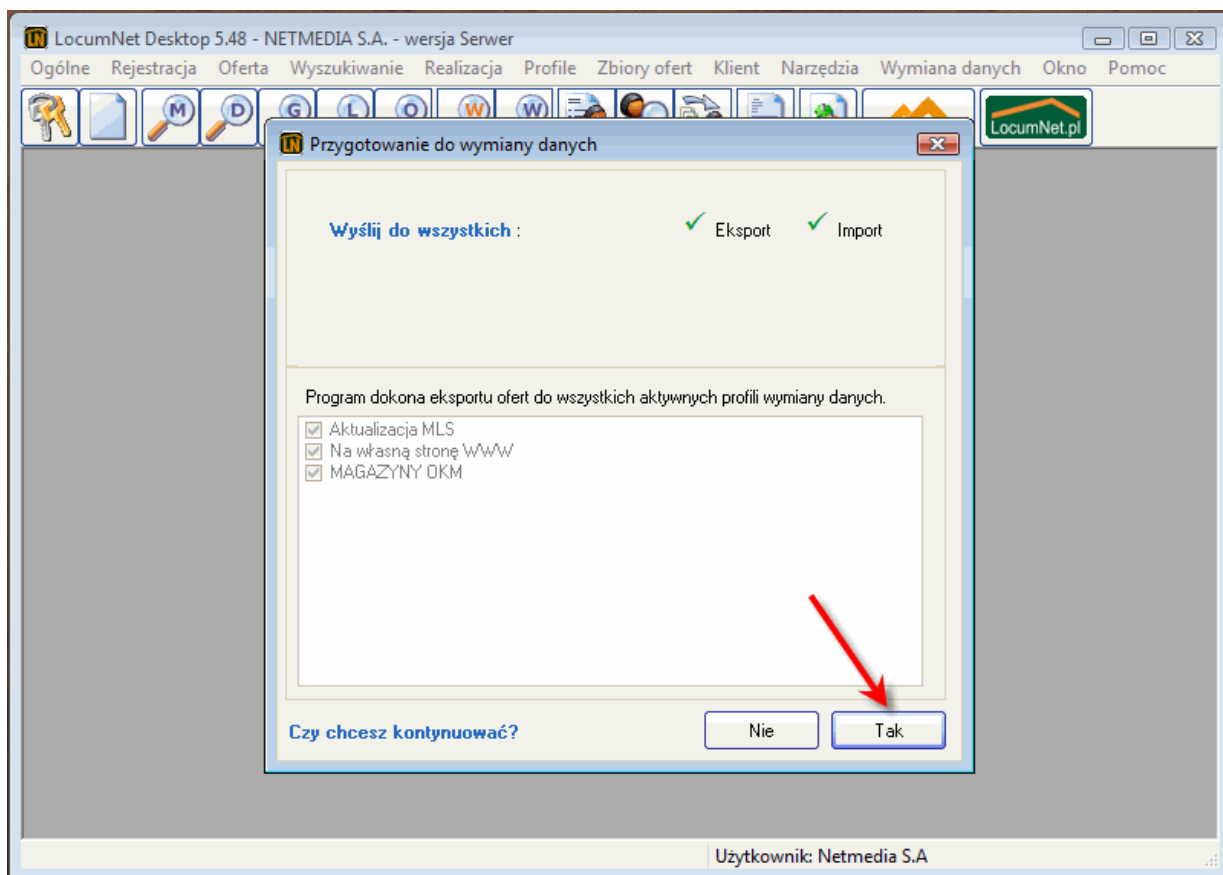 LocumNet Desktop 5.48 - NETMEDIA S.A. - wersja Serwer
Ogólne Rejestracja Oferta Wyszukiwanie Realizacja Profile Zbiory ofert Klient Narzędzia Wymiana danych Okno Pomoc
M D G L O W W LocumNet.pl
Przygotowanie do wymiany danych
Wyślij do wszystkich : Eksport Import
Program dokona eksportu ofert do wszystkich aktywnych profili wymiany danych.
Aktualizacja MLS
Na własną stronę WWW
MAGAZYNY OKM
Czy chcesz kontynuować? Nie Tak
Użytkownik: Netmedia S.A